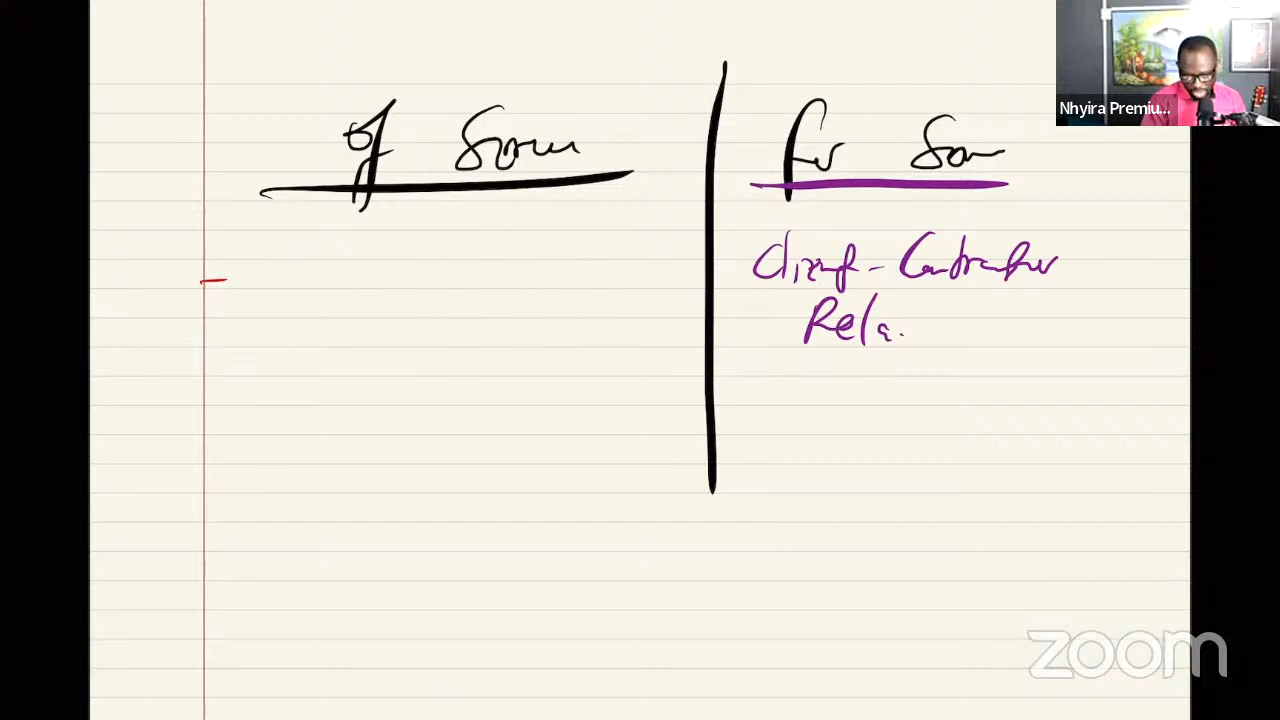 Nhyira Premiu...
of
for
Client - Contractor
Rela
zoom